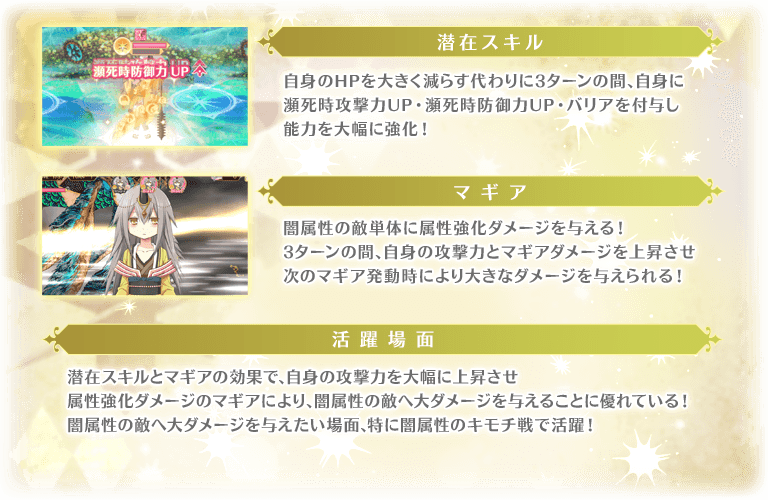 潜在スキル
瀕死時防御力UP
自身のHPを大きく減らす代わりに3ターンの間、自身に
瀕死時攻撃力UP・瀕死時防御力UP・バリアを付与し
能力を大幅に強化！
マギア
闇属性の敵単体に属性強化ダメージを与える！
3ターンの間、自身の攻撃力とマギアダメージを上昇させ
次のマギア発動時により大きなダメージを与えられる！
活躍場面
潜在スキルとマギアの効果で、自身の攻撃力を大幅に上昇させ
属性強化ダメージのマギアにより、闇属性の敵へ大ダメージを与えることに優れている！
闇属性の敵へ大ダメージを与えたい場面、特に闇属性のキモチ戦で活躍！